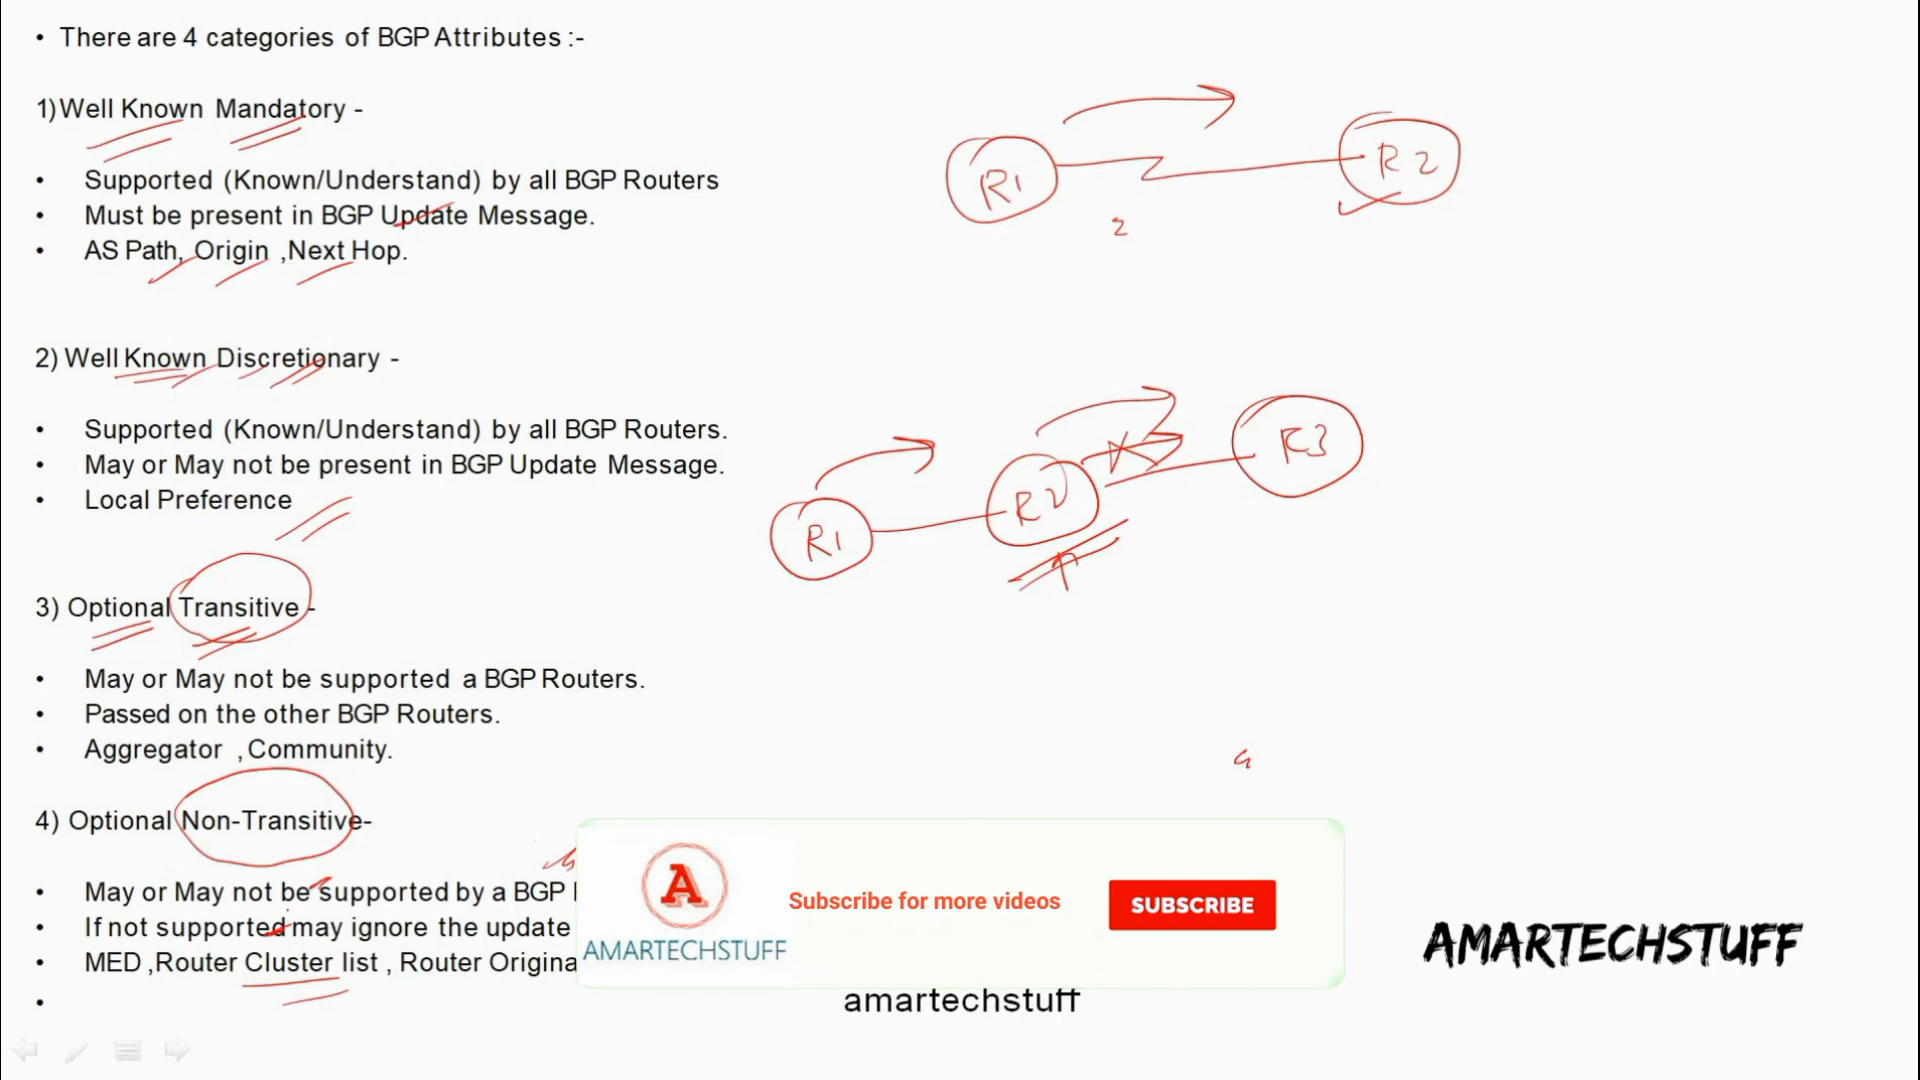 • There are 4 categories of BGP Attributes :-
1) Well Known Mandatory -
• Supported (Known/Understand) by all BGP Routers
• Must be present in BGP Update Message.
• AS Path, Origin ,Next Hop.
R1
R2
2
2) Well Known Discretionary -
• Supported (Known/Understand) by all BGP Routers.
• May or May not be present in BGP Update Message.
• Local Preference
R1
R2
R3
3) Optional Transitive -
• May or May not be supported a BGP Routers.
• Passed on the other BGP Routers.
• Aggregator ,Community.
4) Optional Non-Transitive-
• May or May not be supported by a BGP
• If not supported may ignore the update
• MED ,Router Cluster list , Router
•
A
AMARTECHSTUFF
Subscribe for more videos
SUBSCRIBE
AMARTECHSTUFF
amartechstuff